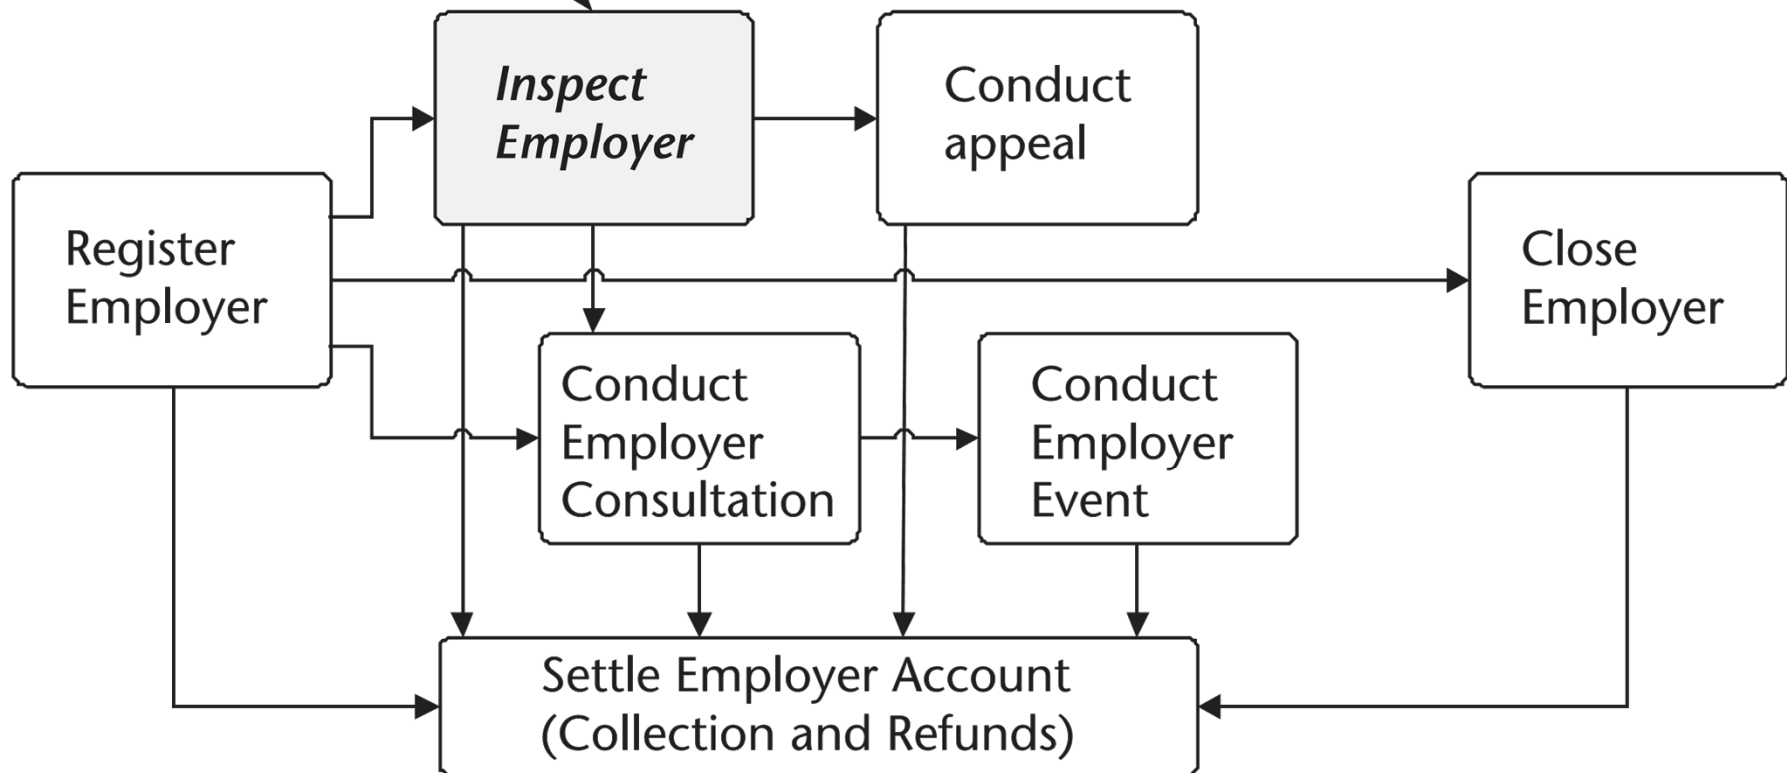 Inspect
Employer
Conduct
appeal
Register
Employer
Close
Employer
Conduct
Employer
Consultation
Conduct
Employer
Event
Settle Employer Account
(Collection and Refunds)